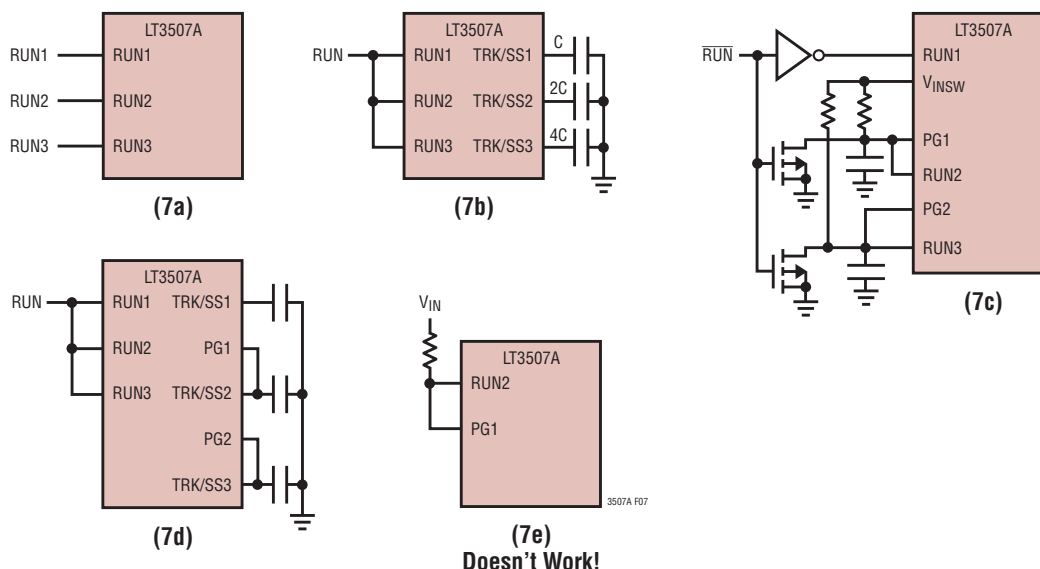 LT3507A
RUN1 RUN1
RUN2 RUN2
RUN3 RUN3
(7a)
LT3507A
RUN RUN1 TRK/SS1 C
RUN2 TRK/SS2 2C
RUN3 TRK/SS3 4C
(7b)
LT3507A
RUN RUN1
VINSW
PG1
RUN2
PG2
RUN3
(7c)
LT3507A
RUN RUN1 TRK/SS1
RUN2 PG1
RUN3 TRK/SS2
PG2
TRK/SS3
(7d)
VIN
LT3507A
RUN2
PG1
3507A F07
(7e)
Doesn't Work!